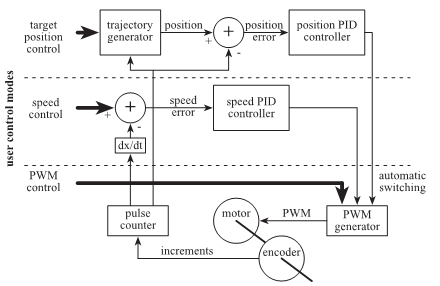 user control modes
target
position
control
trajectory
generator
position
+
+
-
position
error
position PID
controller
speed
control
+
+
-
speed
error
speed PID
controller
dx/dt
PWM
control
automatic
switching
pulse
counter
motor
PWM
PWM
generator
increments
encoder